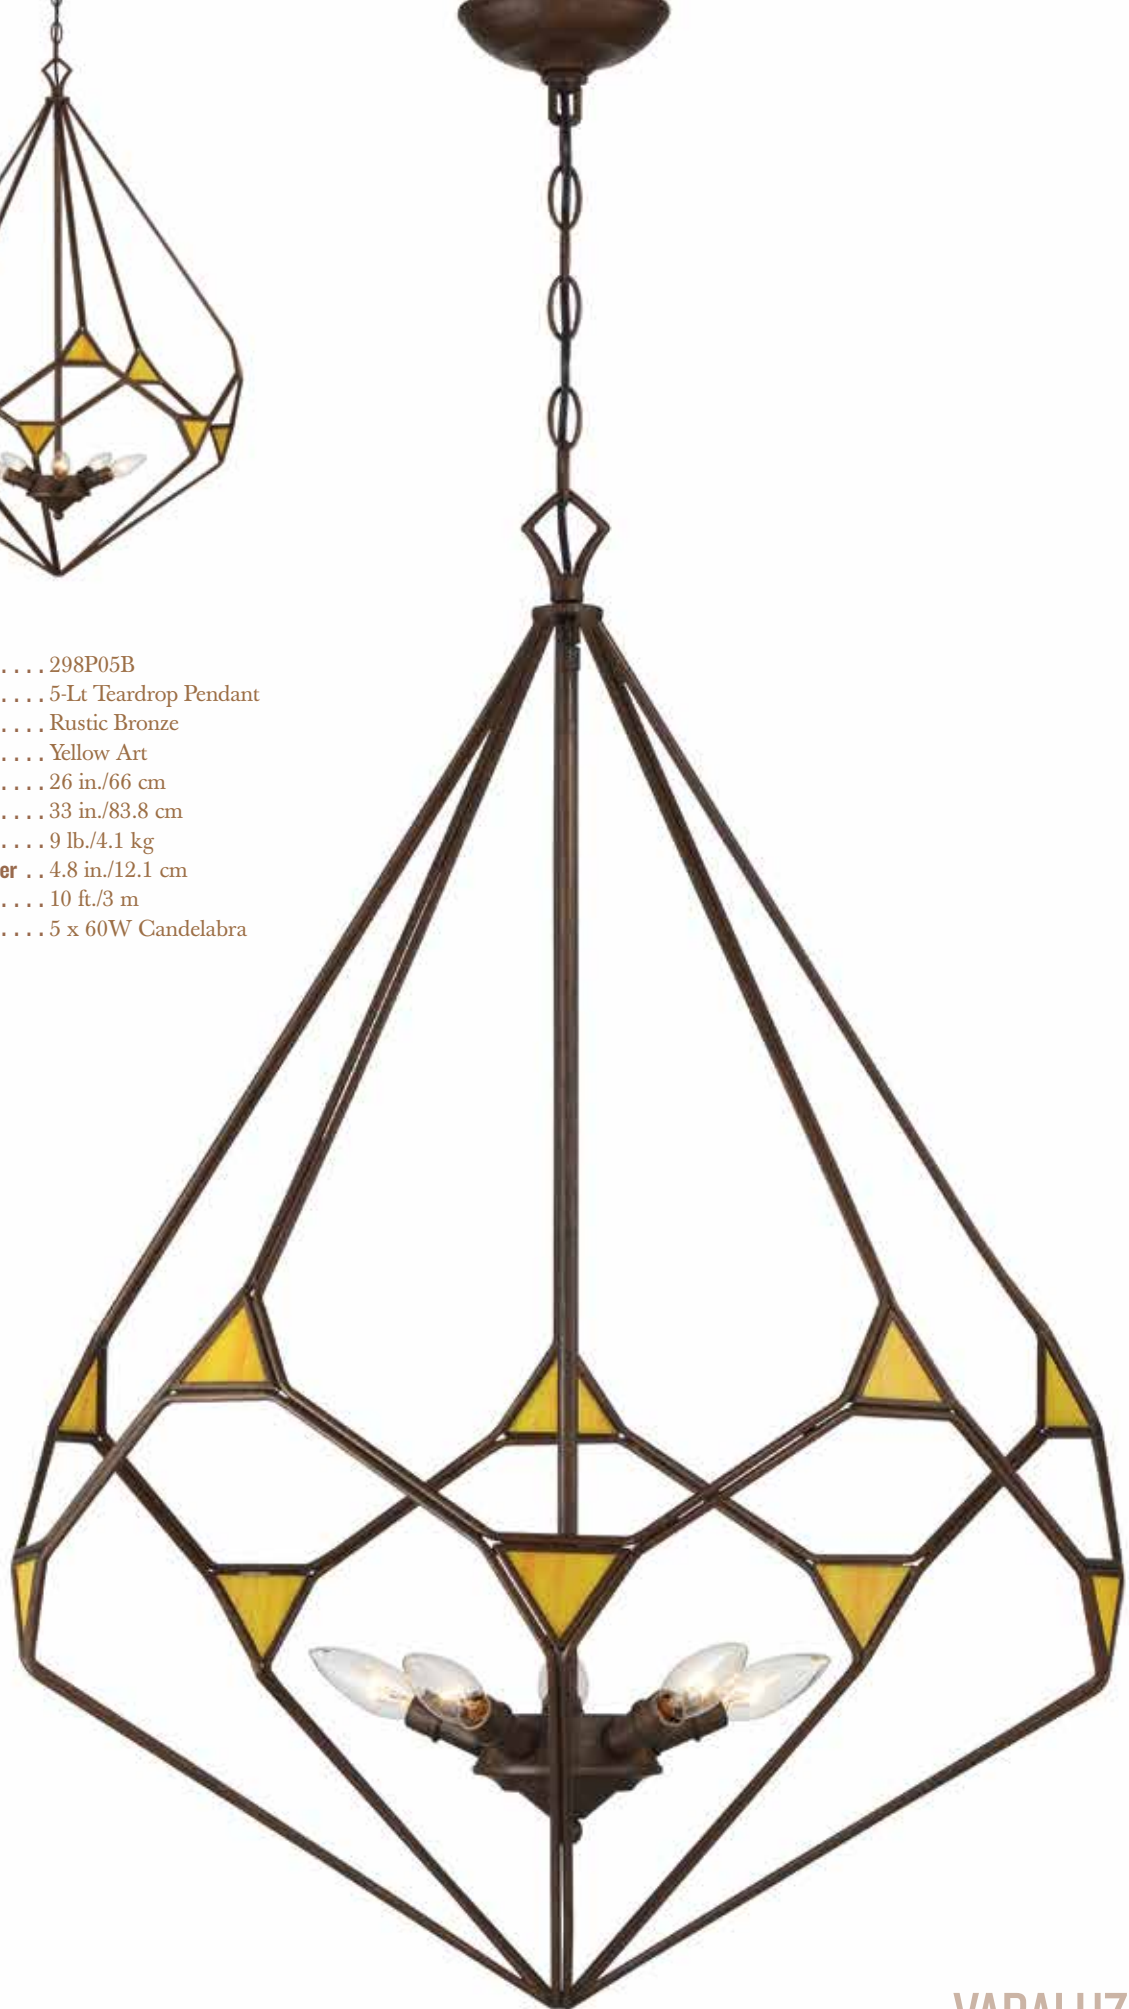 . . . . 298P05B
. . . . 5-Lt Teardrop Pendant
. . . . Rustic Bronze
. . . . Yellow Art
. . . . 26 in./66 cm
. . . . 33 in./83.8 cm
. . . . 9 lb./4.1 kg
er . . 4.8 in./12.1 cm
. . . . 10 ft./3 m
. . . . 5 x 60W Candelabra
VARALUZ